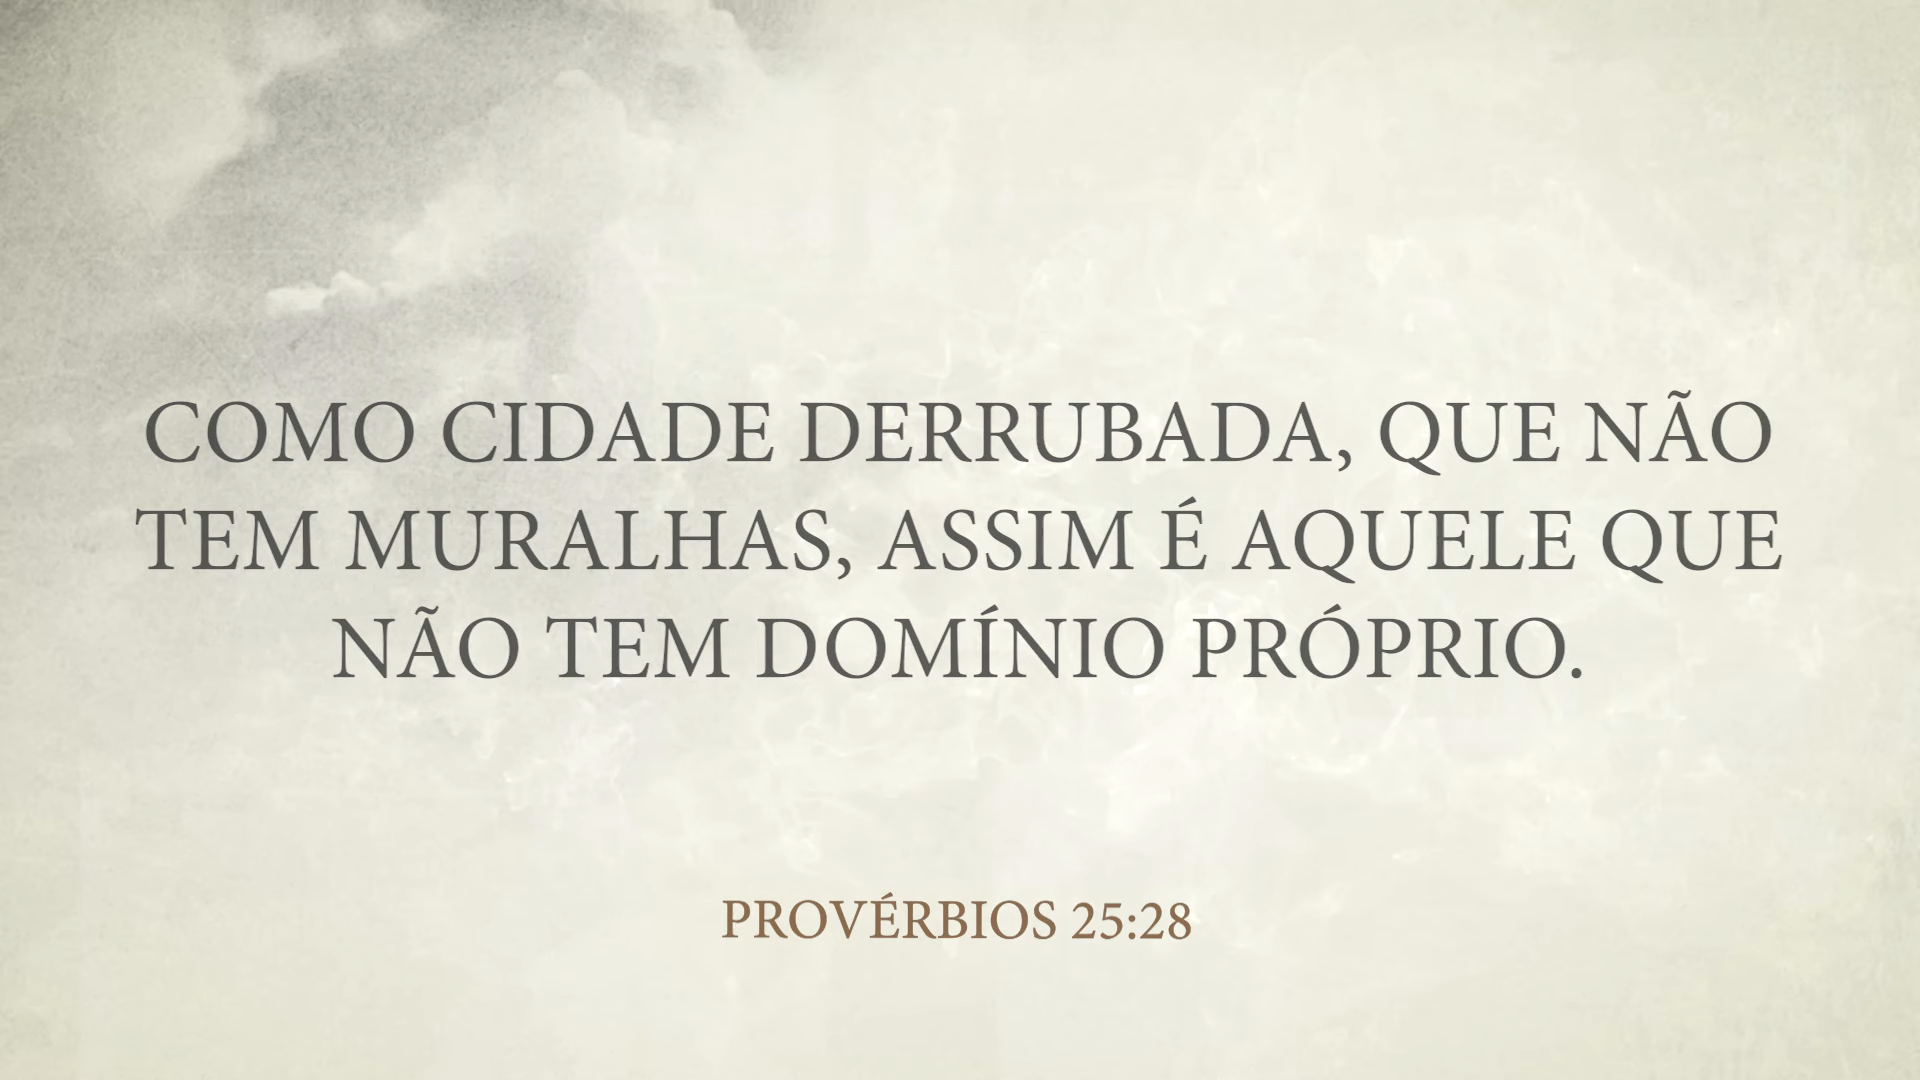 COMO CIDADE DERRUBADA, QUE NÃO
TEM MURALHAS, ASSIM É AQUELE QUE
NÃO TEM DOMÍNIO PRÓPRIO.
PROVÉRBIOS 25:28